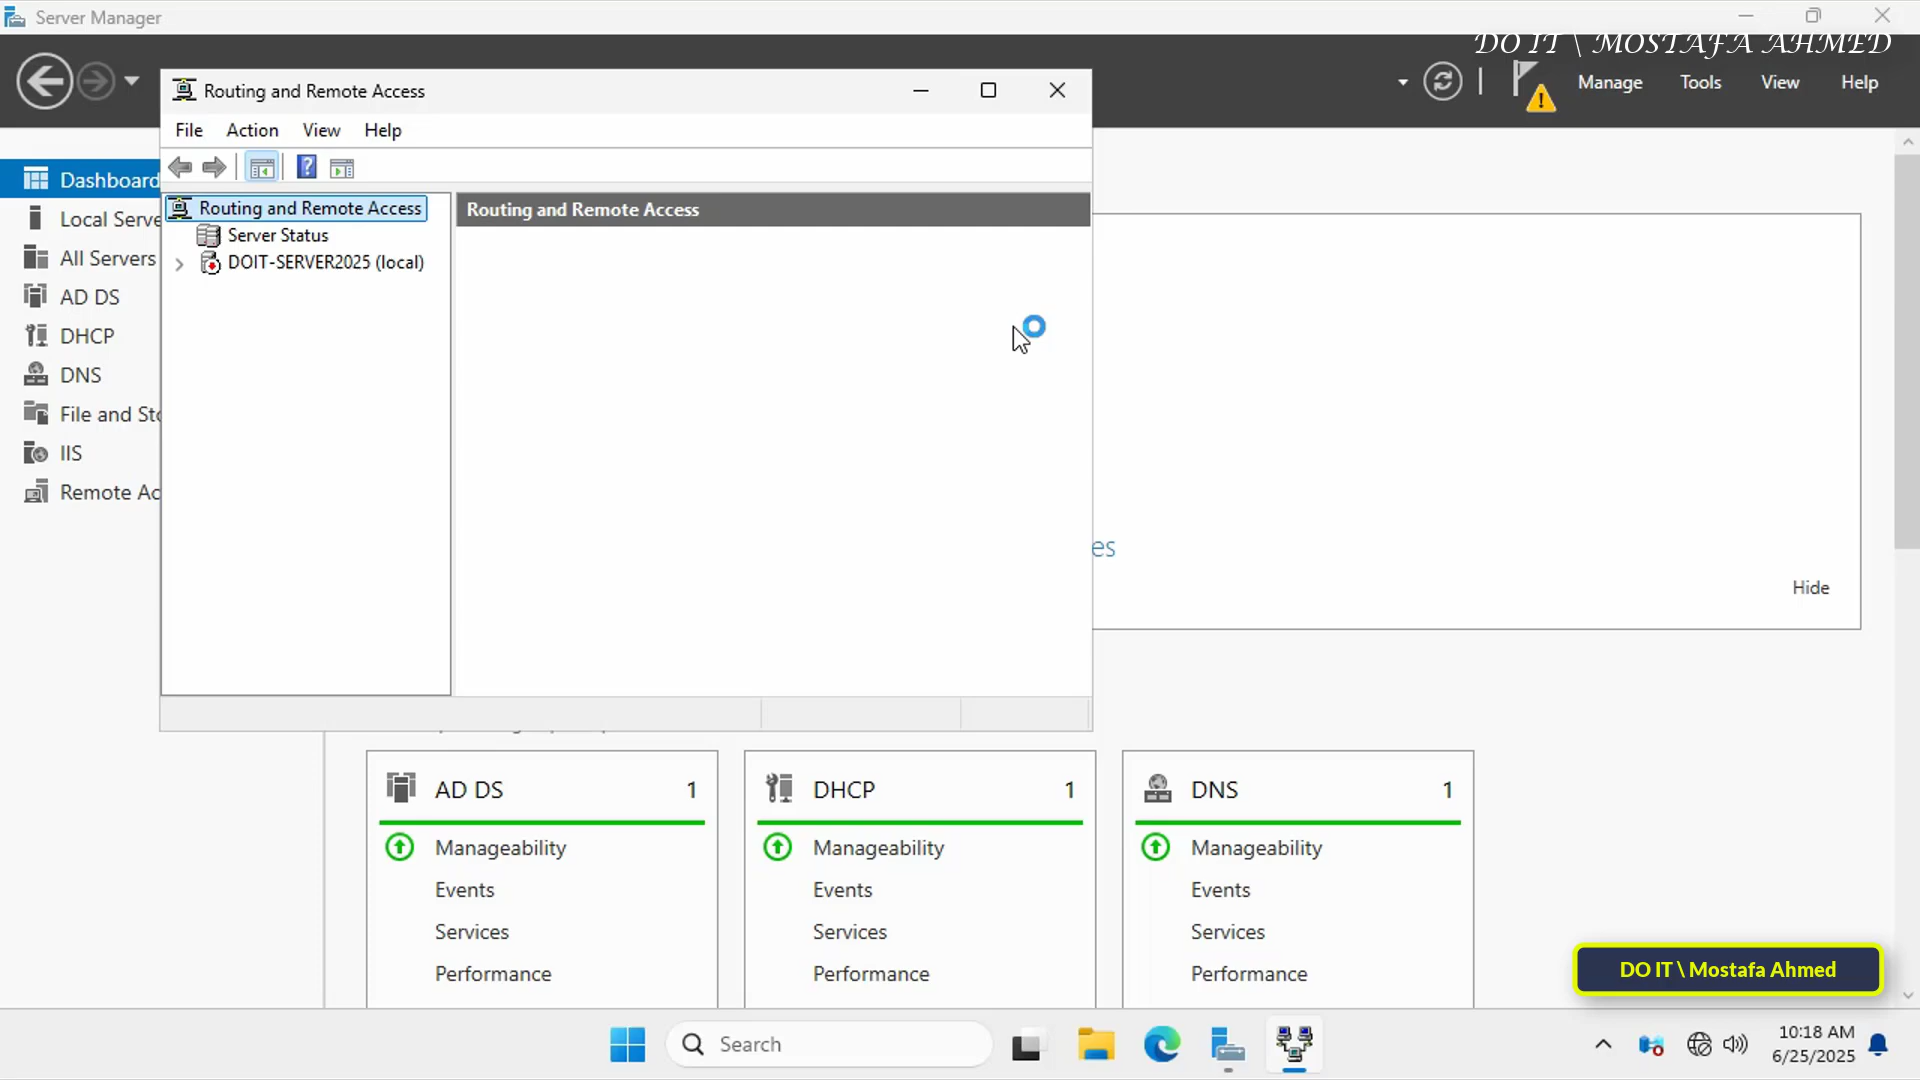 Server Manager
DO IT \ MOSTAFA AHMED
Manage
Tools
View
Help
Routing and Remote Access
File
Action
View
Help
Routing and Remote Access
Server Status
DOIT-SERVER2025 (local)
Routing and Remote Access
Dashboard
Local Serve
All Servers
AD DS
DHCP
DNS
File and Sto
IIS
Remote Ac
es
Hide
AD DS 1
Manageability
Events
Services
Performance
DHCP 1
Manageability
Events
Services
Performance
DNS 1
Manageability
Events
Services
Performance
DO IT \ Mostafa Ahmed
Search
10:18 AM
6/25/2025